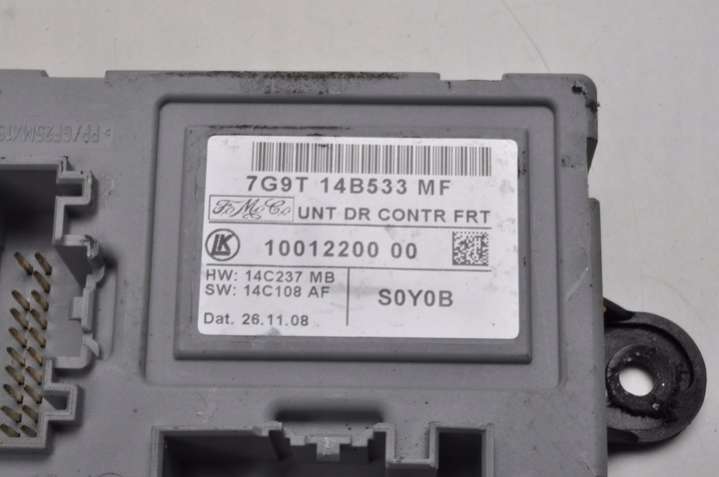 7G9T 14B533 MF
FoMoCo UNT DR CONTR FRT
LK 10012200 00
HW: 14C237 MB
SW: 14C108 AF
S0Y0B
Dat. 26.11.08